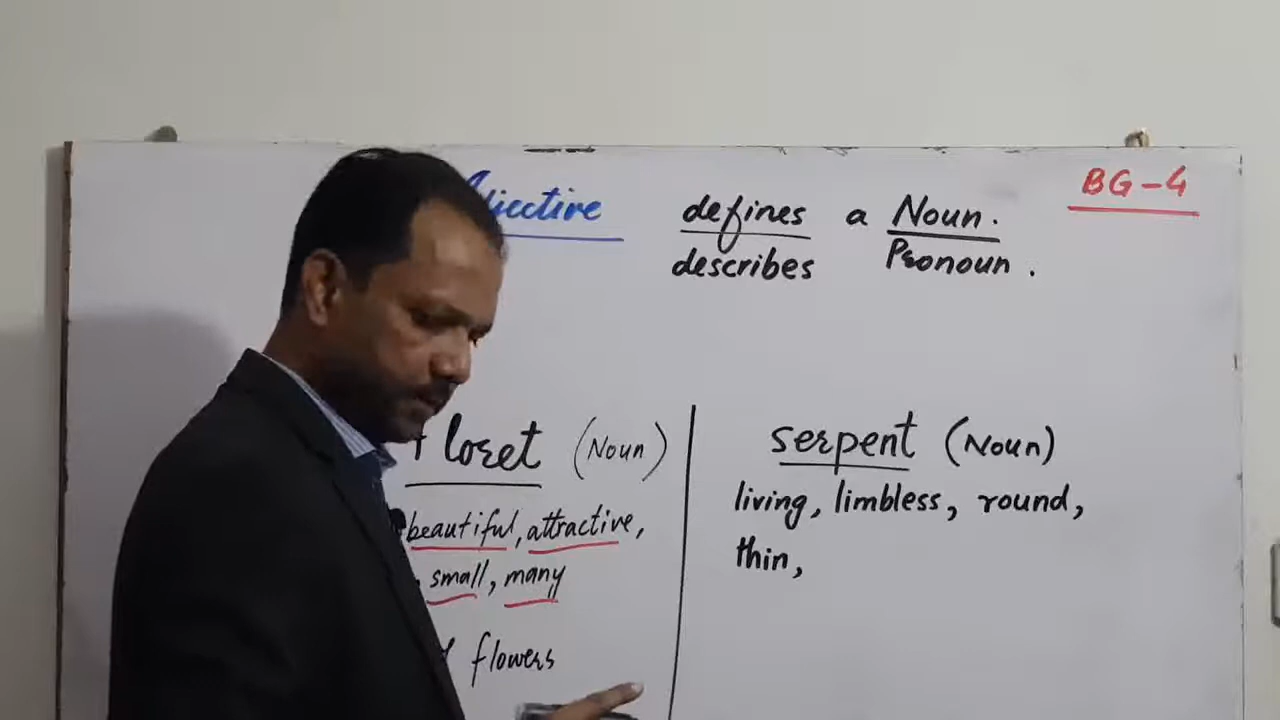 BG-4
defines a Noun.
describes Pronoun.
(Noun)
beautiful, attractive,
small, many
flowers
serpent (Noun)
living, limbless, round,
thin,